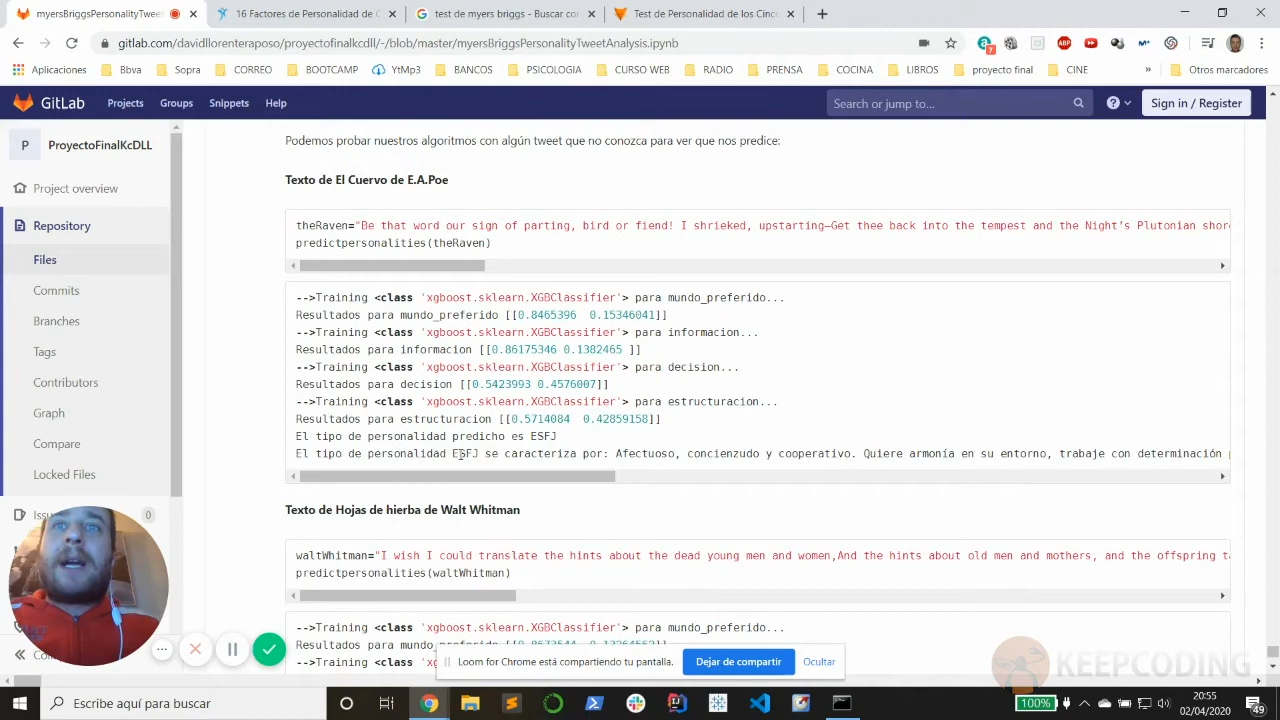 myersBriggsPersonalityTweet
16 Factores de Personalidad de C
test de myers briggs - Buscar con
Test de Personalidad de los Cinco
gitlab.com/davidllorenteraposo/proyectofinalkcdll/-/blob/master/myersBriggsPersonalityTweetAnalysis.ipynb
7
ABP
Aplicaciones
Bbva
Sopra
CORREO
BOOTCAMP
YtMp3
BANCOS
PSICOLOGIA
CURSO WEB
RADIO
PRENSA
COCINA
LIBROS
proyecto final
CINE
»
Otros marcadores
GitLab
Projects
Groups
Snippets
Help
Search or jump to...
Sign in / Register
P
ProyectoFinalKcDLL
Project overview
Repository
Files
Commits
Branches
Tags
Contributors
Graph
Compare
Locked Files
0
Podemos probar nuestros algoritmos con algún tweet que no conozca para ver que nos predice:
Texto de El Cuervo de E.A.Poe
theRaven="Be that word our sign of parting, bird or fiend! I shrieked, upstarting—Get thee back into the tempest and the Night's Plutonian shor
predictpersonalities(theRaven)
-->Training <class 'xgboost.sklearn.XGBClassifier'> para mundo_preferido...
Resultados para mundo_preferido [[0.8465396 0.15346041]]
-->Training <class 'xgboost.sklearn.XGBClassifier'> para informacion...
Resultados para informacion [[0.86175346 0.1382465 ]]
-->Training <class 'xgboost.sklearn.XGBClassifier'> para decision...
Resultados para decision [[0.5423993 0.4576007]]
-->Training <class 'xgboost.sklearn.XGBClassifier'> para estructuracion...
Resultados para estructuracion [[0.5714084 0.42859158]]
El tipo de personalidad predicho es ESFJ
El tipo de personalidad ESFJ se caracteriza por: Afectuoso, concienzudo y cooperativo. Quiere armonía en su entorno, trabaje con determinación
Texto de Hojas de hierba de Walt Whitman
waltWhitman="I wish I could translate the hints about the dead young men and women,And the hints about old men and mothers, and the offspring ta
predictpersonalities(waltWhitman)
-->Training <class 'xgboost.sklearn.XGBClassifier'> para mundo_preferido...
-->Training <class
Loom for Chrome está compartiendo tu pantalla.
Dejar de compartir
Ocultar
KEEPCODING
Escribe aquí para buscar
100%
20:55
02/04/2020
49